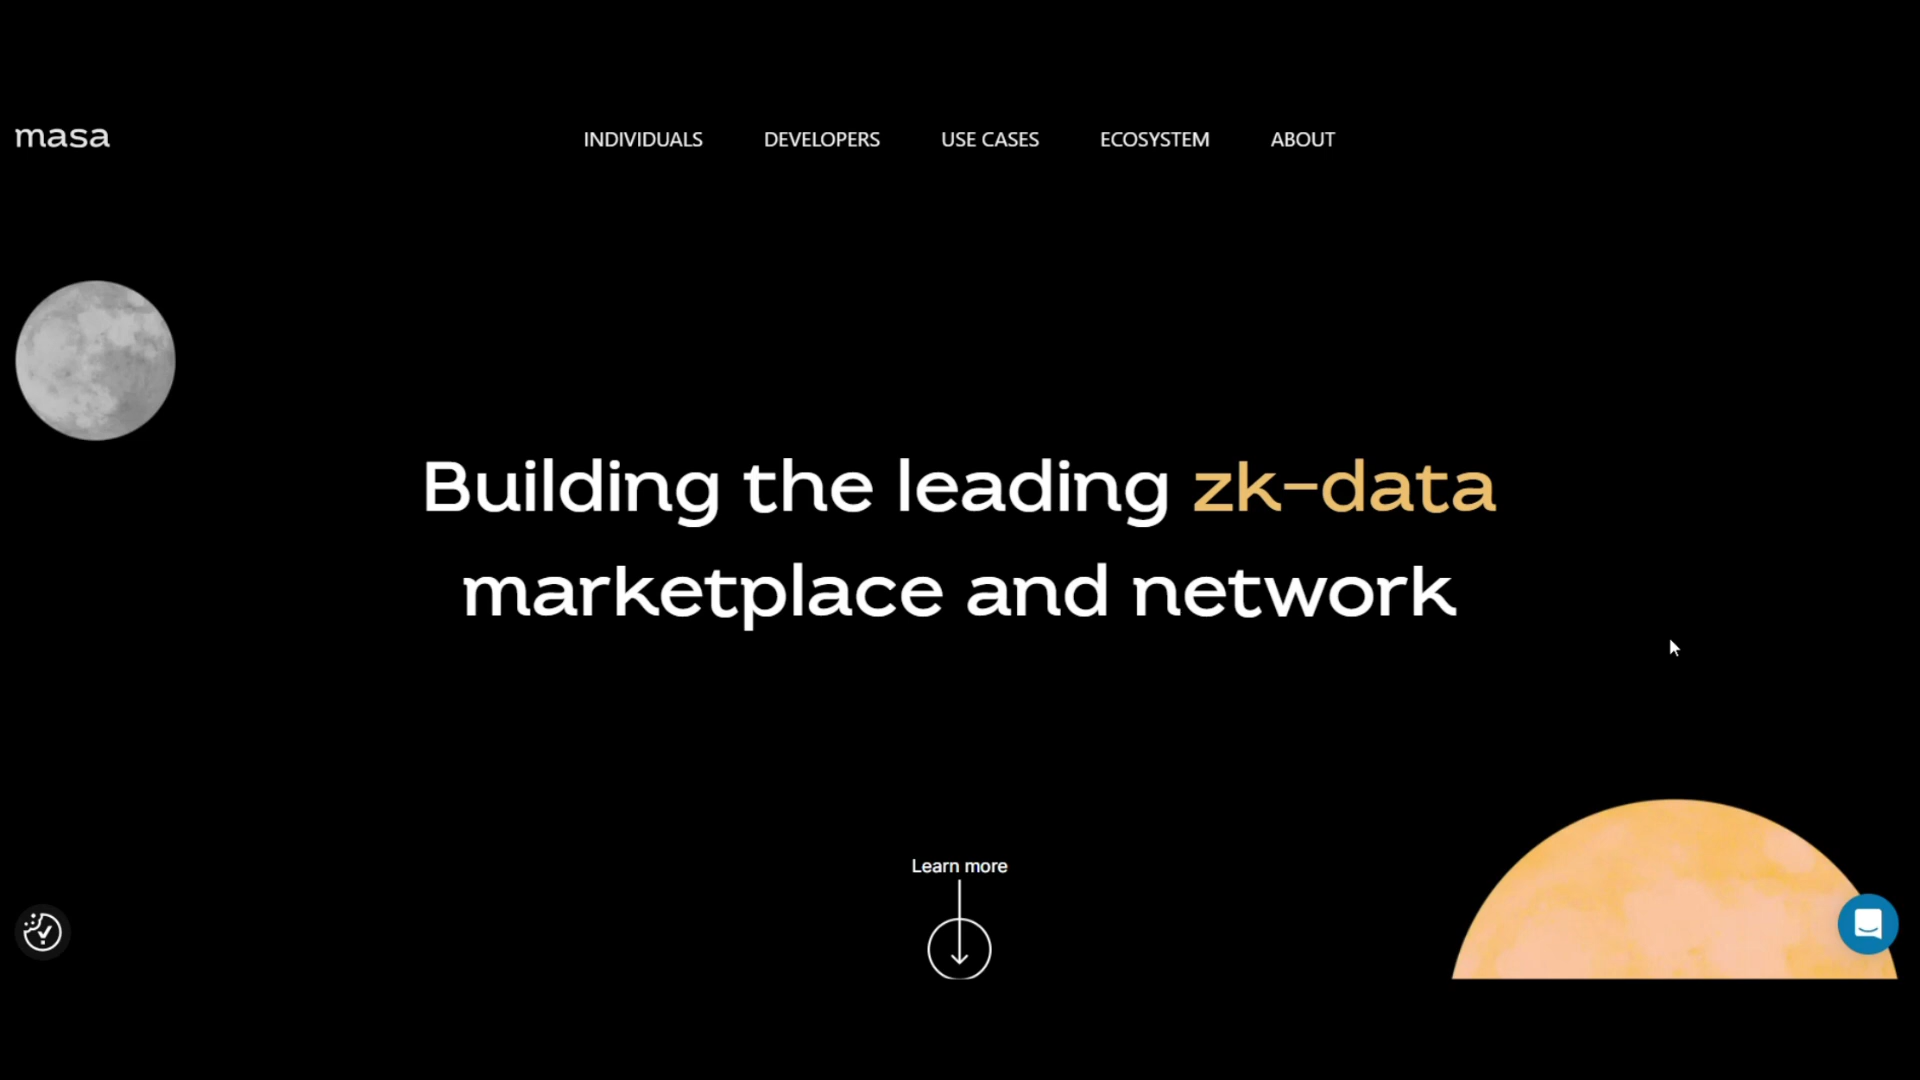 masa
INDIVIDUALS
DEVELOPERS
USE CASES
ECOSYSTEM
ABOUT
Building the leading zk-data
marketplace and network
Learn more